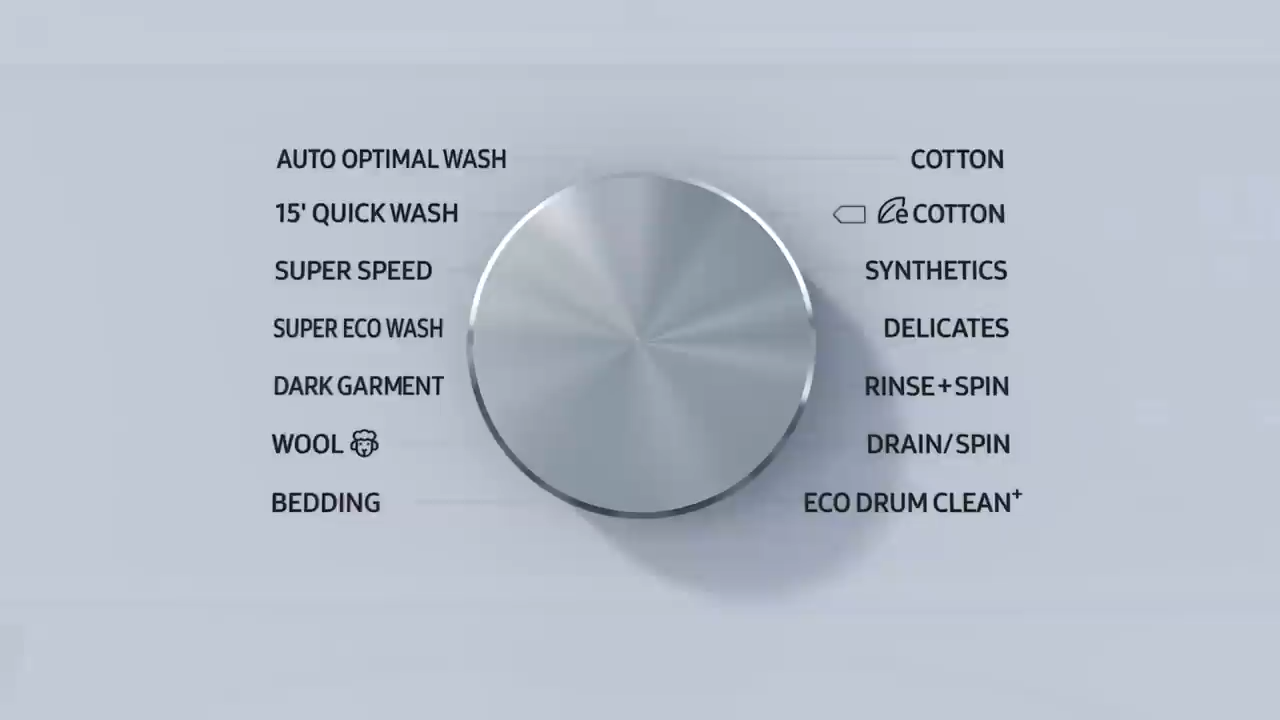 AUTO OPTIMAL WASH
15' QUICK WASH
SUPER SPEED
SUPER ECO WASH
DARK GARMENT
WOOL
BEDDING
COTTON
e COTTON
SYNTHETICS
DELICATES
RINSE+SPIN
DRAIN/SPIN
ECO DRUM CLEAN+